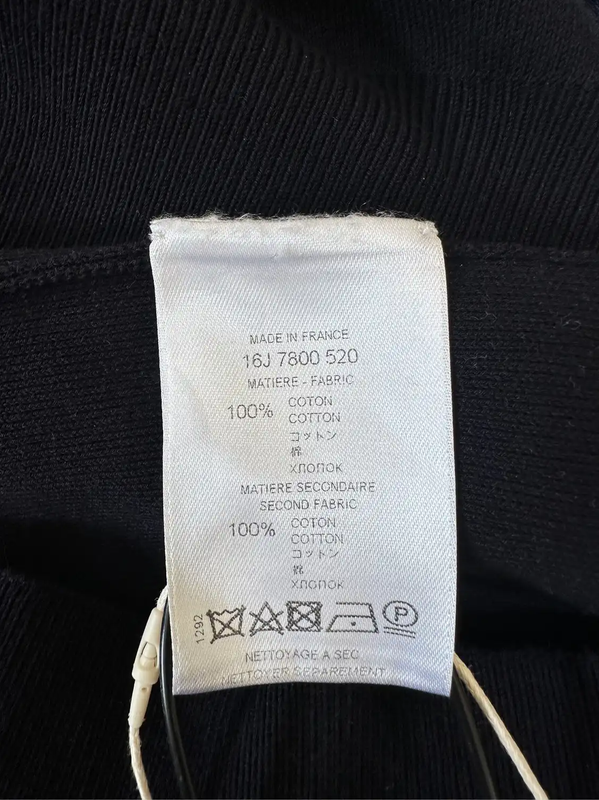 MADE IN FRANCE
16J 7800 520
MATIERE - FABRIC
100% COTON
COTTON
コットン
棉
ХЛОПОК
MATIERE SECONDAIRE
SECOND FABRIC
100% COTON
COTTON
コットン
棉
ХЛОПОК
1292
P
NETTOYAGE A SEC
NETTOYER SEPAREMENT